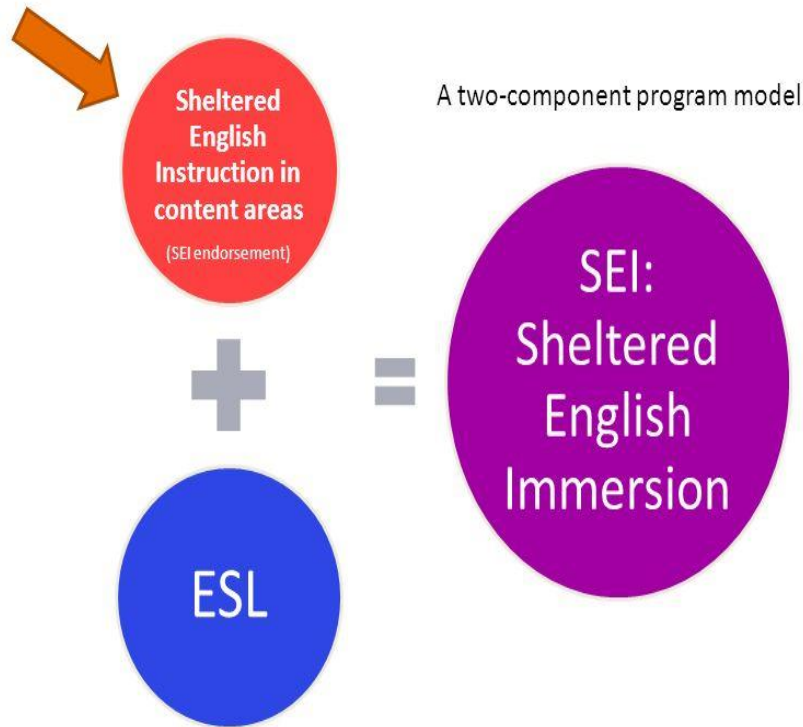 Sheltered
English
Instruction in
content areas
(SEI endorsement)
A two-component program model
SEI:
Sheltered
English
Immersion
ESL